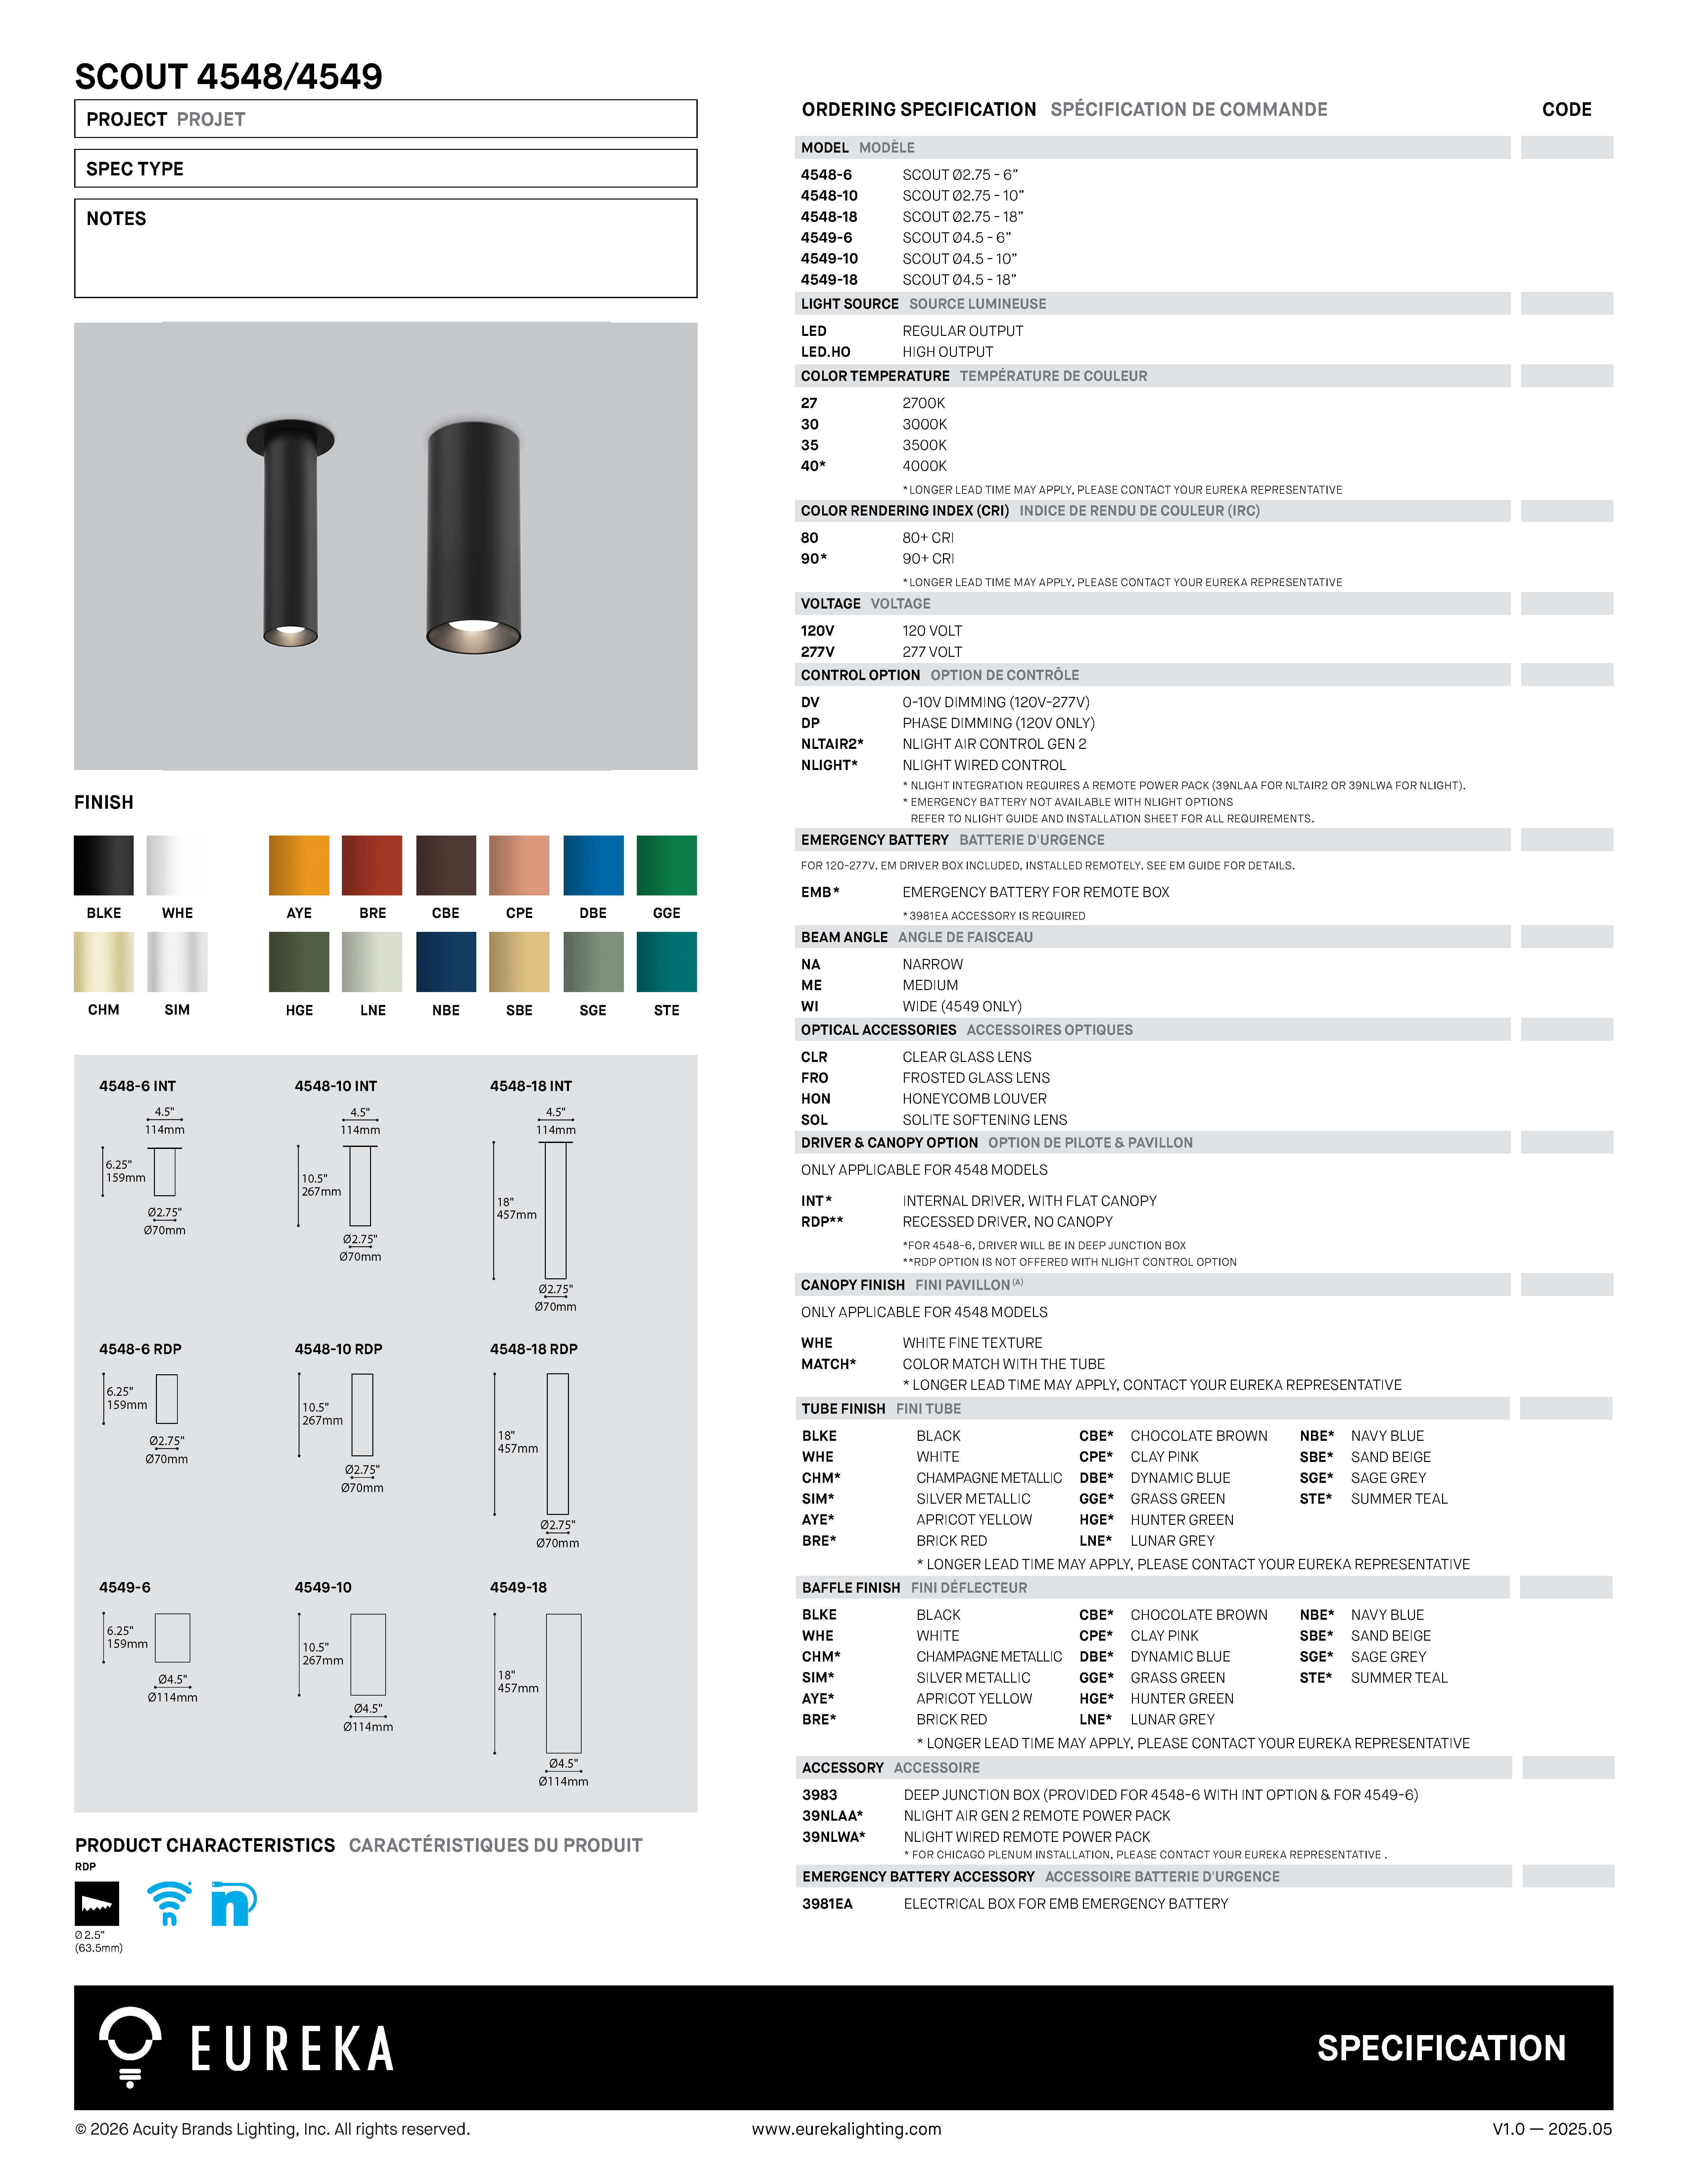 SCOUT 4548/4549
PROJECT PROJET
SPEC TYPE
NOTES
FINISH
BLKE WHE AYE BRE CBE CPE DBE GGE
CHM SIM HGE LNE NBE SBE SGE STE
4548-6 INT
4.5"
114mm
6.25"
159mm
Ø2.75"
Ø70mm
4548-10 INT
4.5"
114mm
10.5"
267mm
Ø2.75"
Ø70mm
4548-18 INT
4.5"
114mm
18"
457mm
Ø2.75"
Ø70mm
4548-6 RDP
6.25"
159mm
Ø2.75"
Ø70mm
4548-10 RDP
10.5"
267mm
Ø2.75"
Ø70mm
4548-18 RDP
18"
457mm
Ø2.75"
Ø70mm
4549-6
6.25"
159mm
Ø4.5"
Ø114mm
4549-10
10.5"
267mm
Ø4.5"
Ø114mm
4549-18
18"
457mm
Ø4.5"
Ø114mm
PRODUCT CHARACTERISTICS CARACTÉRISTIQUES DU PRODUIT
RDP
n n
Ø 2.5"
(63.5mm)
ORDERING SPECIFICATION SPÉCIFICATION DE COMMANDE CODE
MODEL MODÈLE
4548-6 SCOUT Ø2.75 - 6”
4548-10 SCOUT Ø2.75 - 10”
4548-18 SCOUT Ø2.75 - 18”
4549-6 SCOUT Ø4.5 - 6”
4549-10 SCOUT Ø4.5 - 10”
4549-18 SCOUT Ø4.5 - 18”
LIGHT SOURCE SOURCE LUMINEUSE
LED REGULAR OUTPUT
LED.HO HIGH OUTPUT
COLOR TEMPERATURE TEMPÉRATURE DE COULEUR
27 2700K
30 3000K
35 3500K
40* 4000K
* LONGER LEAD TIME MAY APPLY, PLEASE CONTACT YOUR EUREKA REPRESENTATIVE
COLOR RENDERING INDEX (CRI) INDICE DE RENDU DE COULEUR (IRC)
80 80+ CRI
90* 90+ CRI
* LONGER LEAD TIME MAY APPLY, PLEASE CONTACT YOUR EUREKA REPRESENTATIVE
VOLTAGE VOLTAGE
120V 120 VOLT
277V 277 VOLT
CONTROL OPTION OPTION DE CONTRÔLE
DV 0-10V DIMMING (120V-277V)
DP PHASE DIMMING (120V ONLY)
NLTAIR2* NLIGHT AIR CONTROL GEN 2
NLIGHT* NLIGHT WIRED CONTROL
* NLIGHT INTEGRATION REQUIRES A REMOTE POWER PACK (39NLAA FOR NLTAIR2 OR 39NLWA FOR NLIGHT).
* EMERGENCY BATTERY NOT AVAILABLE WITH NLIGHT OPTIONS
REFER TO NLIGHT GUIDE AND INSTALLATION SHEET FOR ALL REQUIREMENTS.
EMERGENCY BATTERY BATTERIE D'URGENCE
FOR 120-277V. EM DRIVER BOX INCLUDED, INSTALLED REMOTELY. SEE EM GUIDE FOR DETAILS.
EMB* EMERGENCY BATTERY FOR REMOTE BOX
* 3981EA ACCESSORY IS REQUIRED
BEAM ANGLE ANGLE DE FAISCEAU
NA NARROW
ME MEDIUM
WI WIDE (4549 ONLY)
OPTICAL ACCESSORIES ACCESSOIRES OPTIQUES
CLR CLEAR GLASS LENS
FRO FROSTED GLASS LENS
HON HONEYCOMB LOUVER
SOL SOLITE SOFTENING LENS
DRIVER & CANOPY OPTION OPTION DE PILOTE & PAVILLON
ONLY APPLICABLE FOR 4548 MODELS
INT* INTERNAL DRIVER, WITH FLAT CANOPY
RDP** RECESSED DRIVER, NO CANOPY
*FOR 4548-6, DRIVER WILL BE IN DEEP JUNCTION BOX
**RDP OPTION IS NOT OFFERED WITH NLIGHT CONTROL OPTION
CANOPY FINISH FINI PAVILLON (A)
ONLY APPLICABLE FOR 4548 MODELS
WHE WHITE FINE TEXTURE
MATCH* COLOR MATCH WITH THE TUBE
* LONGER LEAD TIME MAY APPLY, CONTACT YOUR EUREKA REPRESENTATIVE
TUBE FINISH FINI TUBE
BLKE BLACK CBE* CHOCOLATE BROWN NBE* NAVY BLUE
WHE WHITE CPE* CLAY PINK SBE* SAND BEIGE
CHM* CHAMPAGNE METALLIC DBE* DYNAMIC BLUE SGE* SAGE GREY
SIM* SILVER METALLIC GGE* GRASS GREEN STE* SUMMER TEAL
AYE* APRICOT YELLOW HGE* HUNTER GREEN
BRE* BRICK RED LNE* LUNAR GREY
* LONGER LEAD TIME MAY APPLY, PLEASE CONTACT YOUR EUREKA REPRESENTATIVE
BAFFLE FINISH FINI DÉFLECTEUR
BLKE BLACK CBE* CHOCOLATE BROWN NBE* NAVY BLUE
WHE WHITE CPE* CLAY PINK SBE* SAND BEIGE
CHM* CHAMPAGNE METALLIC DBE* DYNAMIC BLUE SGE* SAGE GREY
SIM* SILVER METALLIC GGE* GRASS GREEN STE* SUMMER TEAL
AYE* APRICOT YELLOW HGE* HUNTER GREEN
BRE* BRICK RED LNE* LUNAR GREY
* LONGER LEAD TIME MAY APPLY, PLEASE CONTACT YOUR EUREKA REPRESENTATIVE
ACCESSORY ACCESSOIRE
3983 DEEP JUNCTION BOX (PROVIDED FOR 4548-6 WITH INT OPTION & FOR 4549-6)
39NLAA* NLIGHT AIR GEN 2 REMOTE POWER PACK
39NLWA* NLIGHT WIRED REMOTE POWER PACK
* FOR CHICAGO PLENUM INSTALLATION, PLEASE CONTACT YOUR EUREKA REPRESENTATIVE .
EMERGENCY BATTERY ACCESSORY ACCESSOIRE BATTERIE D'URGENCE
3981EA ELECTRICAL BOX FOR EMB EMERGENCY BATTERY
EUREKA SPECIFICATION
© 2026 Acuity Brands Lighting, Inc. All rights reserved. www.eurekalighting.com V1.0 — 2025.05